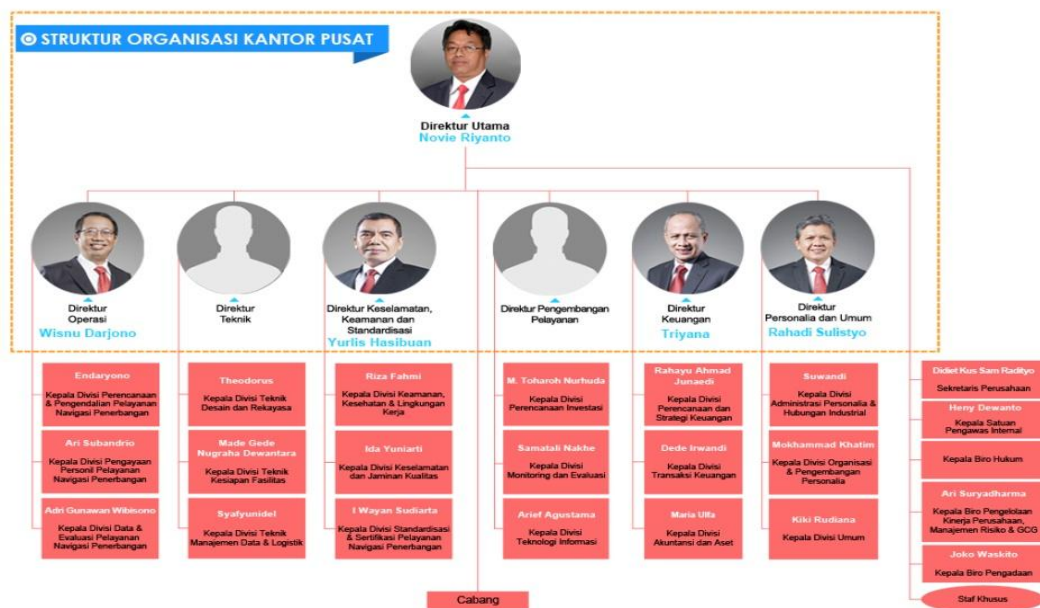 STRUKTUR ORGANISASI KANTOR PUSAT
Direktur Utama
Novie Riyanto
Direktur
Operasi
Wisnu Darjono
Direktur
Teknik
Direktur Keselamatan,
Keamanan dan
Standardisasi
Yurlis Hasibuan
Direktur Pengembangan
Pelayanan
Direktur
Keuangan
Triyana
Direktur
Personalia dan Umum
Rahadi Sulistyo
Endaryono
Kepala Divisi Perencanaan
& Pengendalian Pelayanan
Navigasi Penerbangan
Ari Subandrio
Kepala Divisi Pengayaan
Personil Pelayanan
Navigasi Penerbangan
Adri Gunawan Wibisono
Kepala Divisi Data &
Evaluasi Pelayanan
Navigasi Penerbangan
Theodorus
Kepala Divisi Teknik
Desain dan Rekayasa
Made Gede
Nugraha Dewantara
Kepala Divisi Teknik
Kesiapan Fasilitas
Syafyunidel
Kepala Divisi Teknik
Manajemen Data & Logistik
Riza Fahmi
Kepala Divisi Keamanan,
Kesehatan & Lingkungan
Kerja
Ida Yuniarti
Kepala Divisi Keselamatan
dan Jaminan Kualitas
I Wayan Sudiarta
Kepala Divisi Standardisasi
& Sertifikasi Pelayanan
Navigasi Penerbangan
M. Toharoh Nurhuda
Kepala Divisi
Perencanaan Investasi
Samatali Nakhe
Kepala Divisi
Monitoring dan Evaluasi
Arief Agustama
Kepala Divisi
Teknologi Informasi
Rahayu Ahmad
Junaedi
Kepala Divisi
Perencanaan dan
Strategi Keuangan
Dede Irwandi
Kepala Divisi
Transaksi Keuangan
Maria Ulfa
Kepala Divisi
Akuntansi dan Aset
Suwandi
Kepala Divisi
Administrasi Personalia &
Hubungan Industrial
Mokhammad Khatim
Kepala Divisi Organisasi
& Pengembangan
Personalia
Kiki Rudiana
Kepala Divisi Umum
Didiet Kus Sam Radityo
Sekretaris Perusahaan
Heny Dewanto
Kepala Satuan
Pengawas Internal
Kepala Biro Hukum
Ari Suryadharma
Kepala Biro Pengelolaan
Kinerja Perusahaan,
Manajemen Risiko & GCG
Joko Waskito
Kepala Biro Pengadaan
Staf Khusus
Cabang